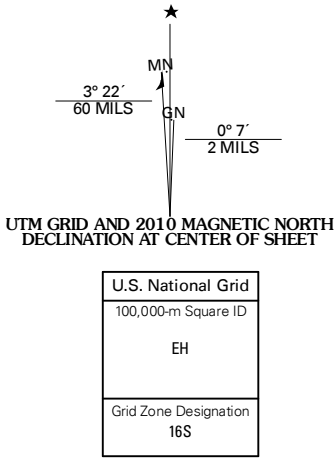 MN
3° 22´
60 MILS
GN
0° 7´
2 MILS
UTM GRID AND 2010 MAGNETIC NORTH
DECLINATION AT CENTER OF SHEET
U.S. National Grid
100,000-m Square ID
EH
Grid Zone Designation
16S